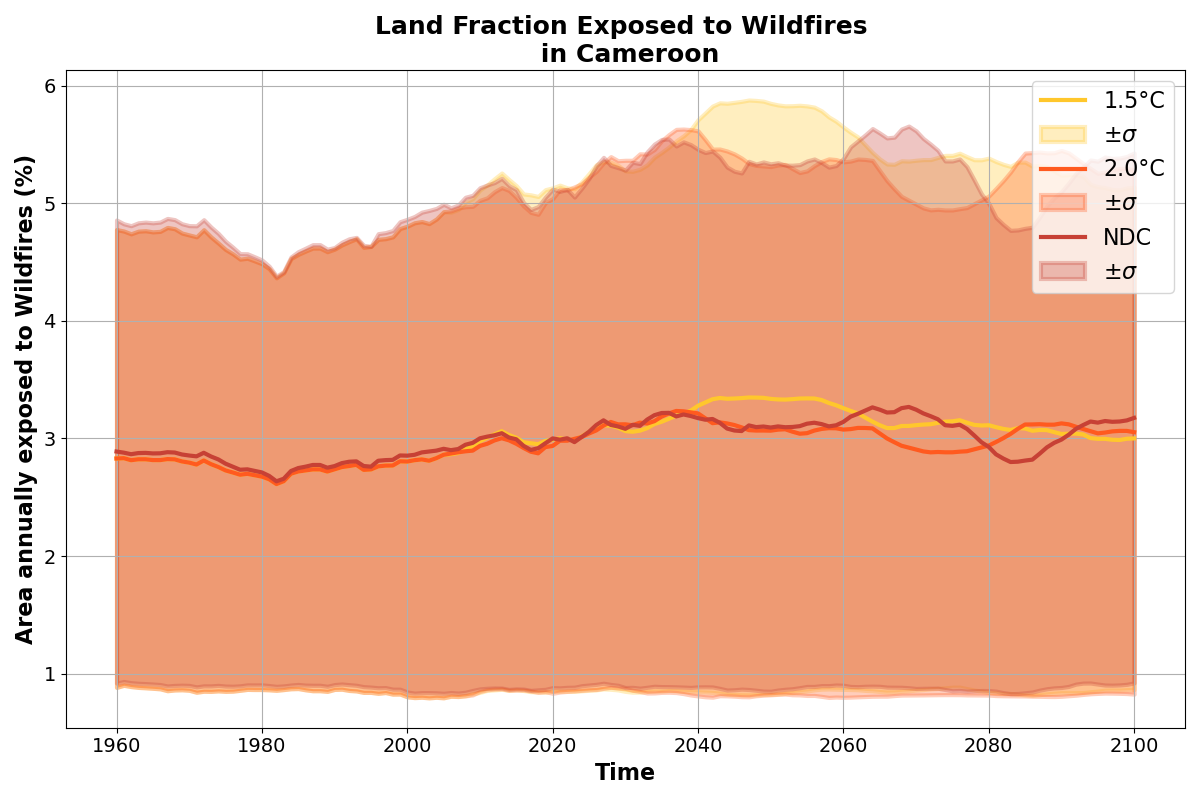 Land Fraction Exposed to Wildfires
in Cameroon
Area annually exposed to Wildfires (%)
6
5
4
3
2
1
1960
1980
2000
2020
2040
2060
2080
2100
Time
1.5°C
±σ
2.0°C
±σ
NDC
±σ